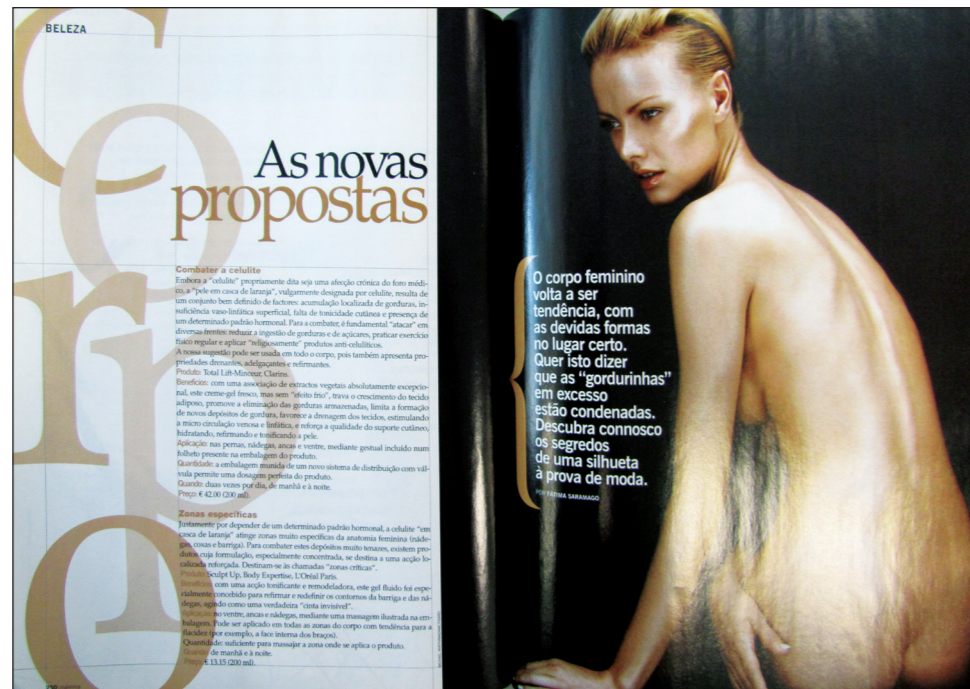 BELEZA
corpo
As novas
propostas
Combater a celulite
Embora a "celulite" propriamente dita seja uma afecção crónica do foro médi-
co, a "pele em casca de laranja", vulgarmente designada por celulite, resulta de
um conjunto bem definido de factores: acumulação localizada de gorduras, in-
suficiência vaso-linfática superficial, falta de tonicidade cutânea e presença de
um determinado padrão hormonal. Para a combater, é fundamental "atacar" em
diversas frentes: reduzir a ingestão de gorduras e de açúcares, praticar exercício
físico regular e aplicar "religiosamente" produtos anti-celulíticos.
A nossa sugestão pode ser usada em todo o corpo, pois também apresenta pro-
priedades drenantes, adelgaçantes e refirmantes.
Produto: Total Lift-Minceur, Clarins.
Benefícios: com uma associação de extractos vegetais absolutamente excepcio-
nal, este creme-gel fresco, mas sem "efeito frio", trava o crescimento do tecido
adiposo, promove a eliminação das gorduras armazenadas, limita a formação
de novos depósitos de gordura, favorece a drenagem dos tecidos, estimulando
a micro circulação venosa e linfática, e reforça a qualidade do suporte cutâneo,
hidratando, refirmando e tonificando a pele.
Aplicação: nas pernas, nádegas, ancas e ventre, mediante gestual incluído num
folheto presente na embalagem do produto.
Quantidade: a embalagem munida de um novo sistema de distribuição com vál-
vula permite uma dosagem perfeita do produto.
Quando: duas vezes por dia, de manhã e à noite.
Preço: € 42.00 (200 ml).
Zonas específicas
Justamente por depender de um determinado padrão hormonal, a celulite "em
casca de laranja" atinge zonas muito específicas da anatomia feminina (náde-
gas, coxas e barriga). Para combater estes depósitos muito tenazes, existem pro-
dutos cuja formulação, especialmente concentrada, se destina a uma acção lo-
calizada reforçada. Destinam-se às chamadas "zonas críticas".
Produto: Sculpt Up, Body Expertise, L'Oréal Paris.
Benefícios: com uma acção tonificante e remodeladora, este gel fluido foi espe-
cialmente concebido para refirmar e redefinir os contornos da barriga e das ná-
degas, agindo como uma verdadeira "cinta invisível".
Aplicação: no ventre, ancas e nádegas, mediante uma massagem ilustrada na em-
balagem. Pode ser aplicado em todas as zonas do corpo com tendência para a
flacidez (por exemplo, a face interna dos braços).
Quantidade: suficiente para massajar a zona onde se aplica o produto.
Quando: de manhã e à noite.
Preço: € 13.15 (200 ml).
O corpo feminino
volta a ser
tendência, com
as devidas formas
no lugar certo.
Quer isto dizer
que as "gordurinhas"
em excesso
estão condenadas.
Descubra connosco
os segredos
de uma silhueta
à prova de moda.
POR FÁTIMA SARAMAGO